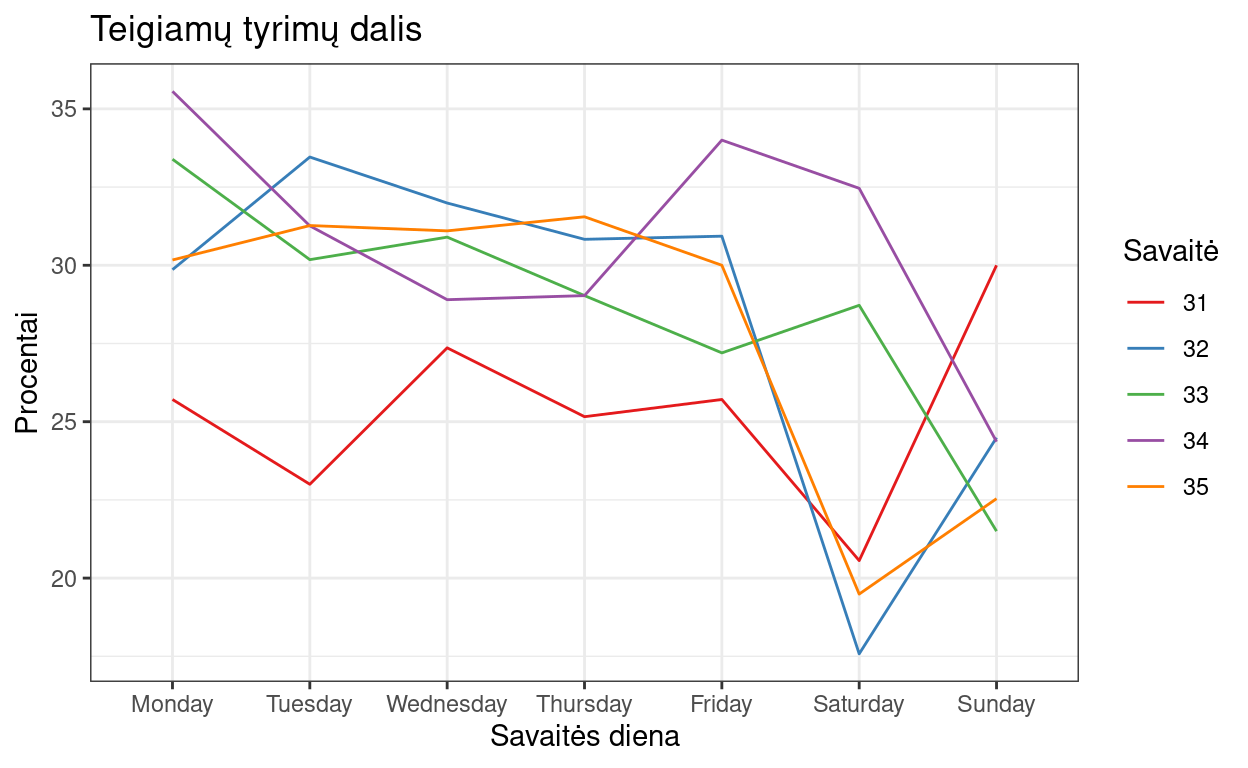 Teigiamų tyrimų dalis
Procentai
35
30
25
20
Monday Tuesday Wednesday Thursday Friday Saturday Sunday
Savaitės diena
Savaitė
31
32
33
34
35